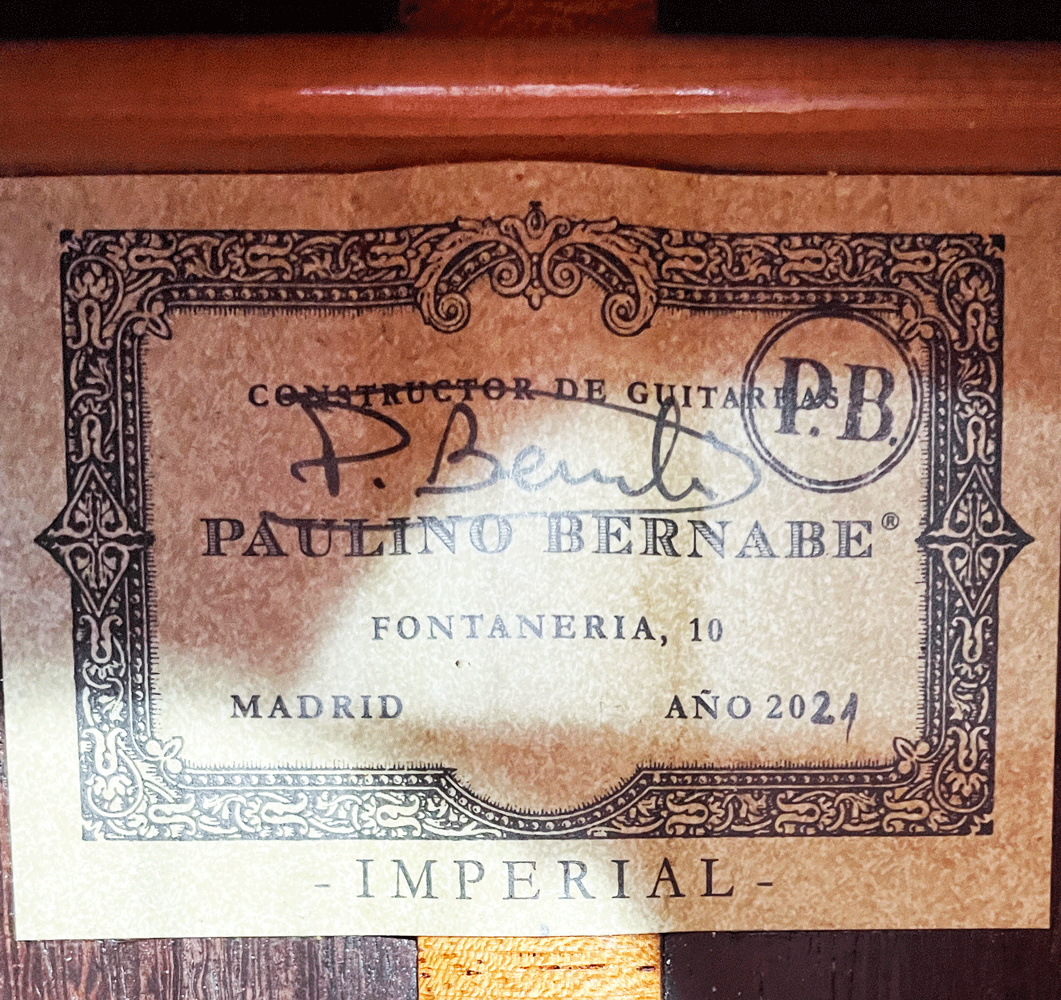 CONSTRUCTOR DE GUITARRAS
P.B.
P. Bernabe
PAULINO BERNABE®
FONTANERIA, 10
MADRID AÑO 2021
- IMPERIAL -